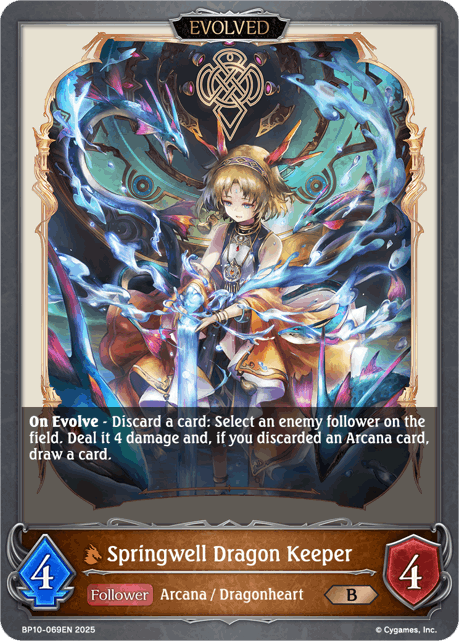 EVOLVED
On Evolve - Discard a card: Select an enemy follower on the
field. Deal it 4 damage and, if you discarded an Arcana card,
draw a card.
Springwell Dragon Keeper
4
Follower Arcana / Dragonheart B
4
BP10-069EN 2025 © Cygames, Inc.